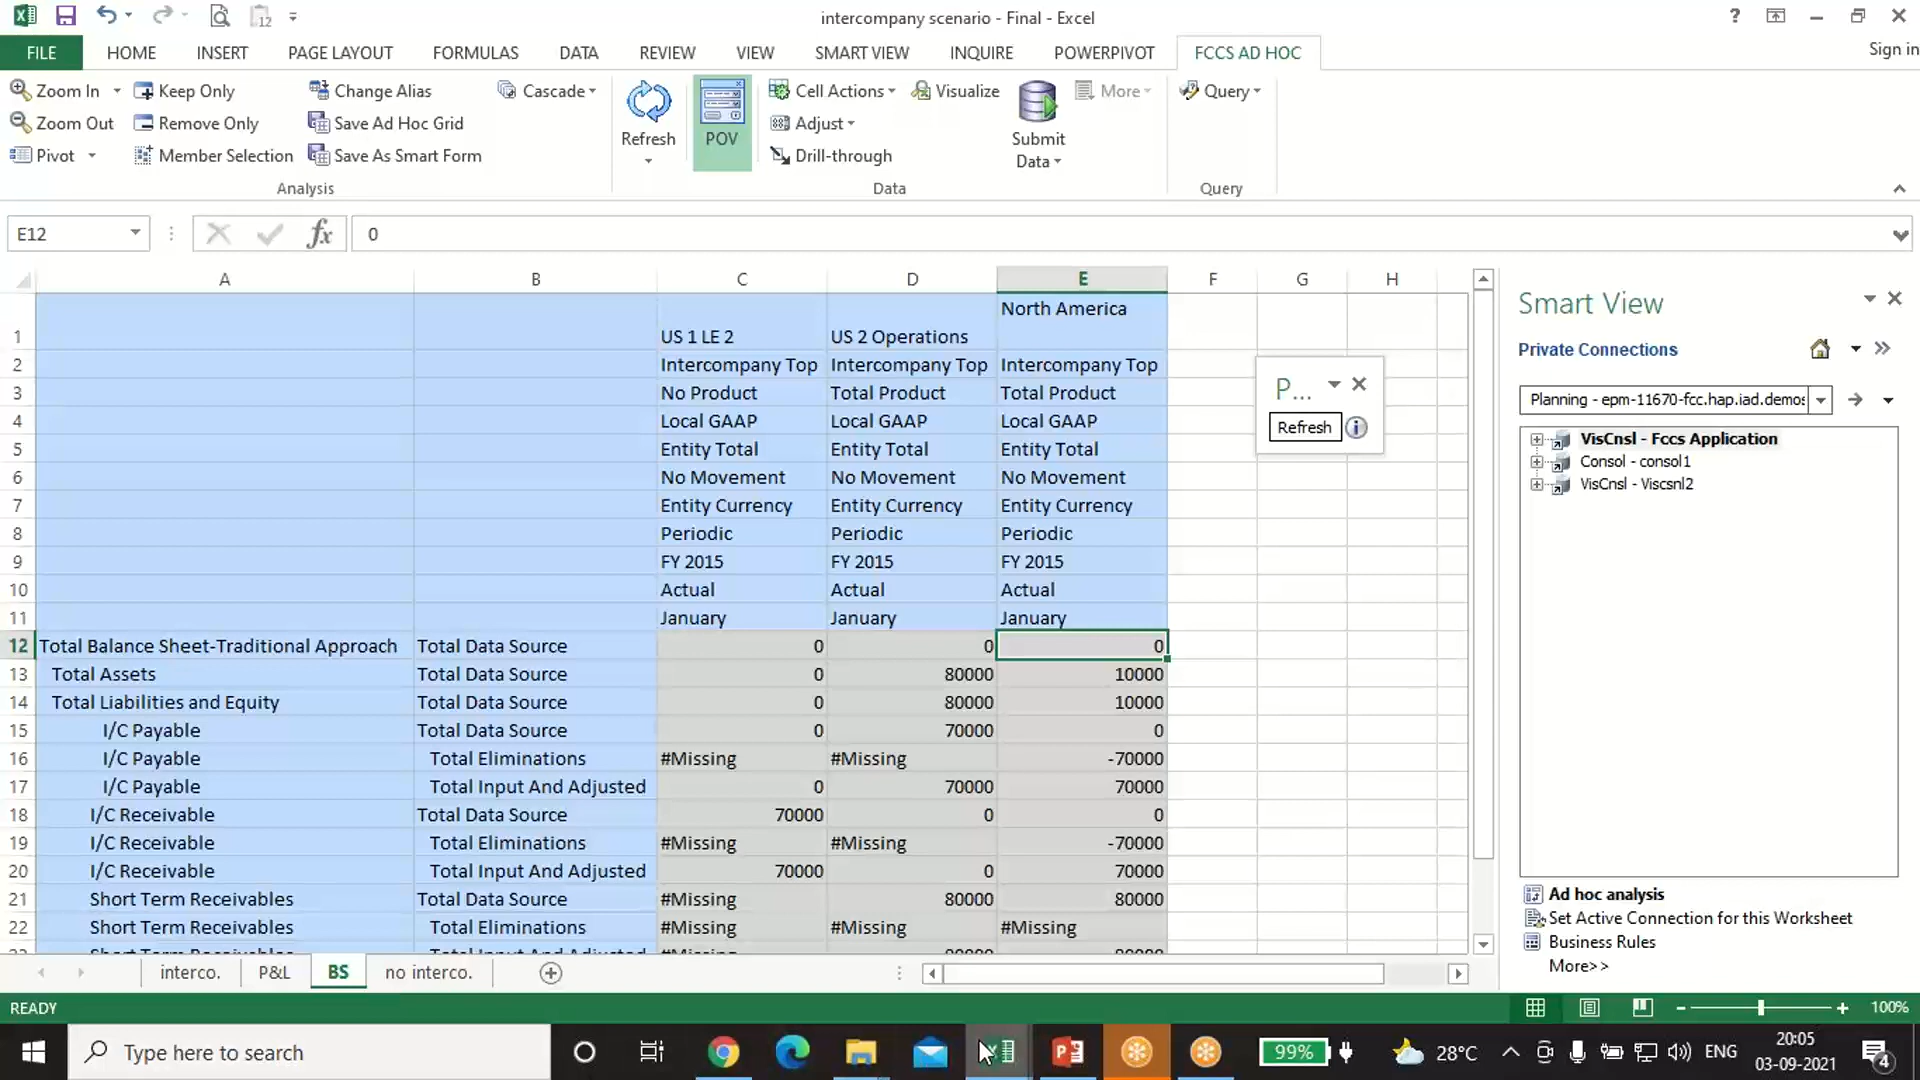 12
intercompany scenario - Final - Excel
?
FILE HOME INSERT PAGE LAYOUT FORMULAS DATA REVIEW VIEW SMART VIEW INQUIRE POWERPIVOT FCCS AD HOC Sign in
Zoom In Keep Only Change Alias Cascade
Zoom Out Remove Only Save Ad Hoc Grid
Pivot Member Selection Save As Smart Form
Analysis
Refresh
POV
Cell Actions Visualize
Adjust
Drill-through
Submit Data
More
Data
Query
Query
E12 fx 0
A B C D E F G H
1 US 1 LE 2 US 2 Operations North America
2 Intercompany Top Intercompany Top Intercompany Top
3 No Product Total Product Total Product
4 Local GAAP Local GAAP Local GAAP
5 Entity Total Entity Total Entity Total
6 No Movement No Movement No Movement
7 Entity Currency Entity Currency Entity Currency
8 Periodic Periodic Periodic
9 FY 2015 FY 2015 FY 2015
10 Actual Actual Actual
11 January January January
12 Total Balance Sheet-Traditional Approach Total Data Source 0 0 0
13 Total Assets Total Data Source 0 80000 10000
14 Total Liabilities and Equity Total Data Source 0 80000 10000
15 I/C Payable Total Data Source 0 70000 0
16 I/C Payable Total Eliminations #Missing #Missing -70000
17 I/C Payable Total Input And Adjusted 0 70000 70000
18 I/C Receivable Total Data Source 70000 0 0
19 I/C Receivable Total Eliminations #Missing #Missing -70000
20 I/C Receivable Total Input And Adjusted 70000 0 70000
21 Short Term Receivables Total Data Source #Missing 80000 80000
22 Short Term Receivables Total Eliminations #Missing #Missing #Missing
P...
Refresh
Smart View
Private Connections
Planning - epm-11670-fcc.hap.iad.demos
VisCnsl - Fccs Application
Consol - consol1
VisCnsl - Viscsnl2
Ad hoc analysis
Set Active Connection for this Worksheet
Business Rules
More>>
interco. P&L BS no interco.
READY
100%
Type here to search
99%
28°C
ENG
20:05
03-09-2021
4